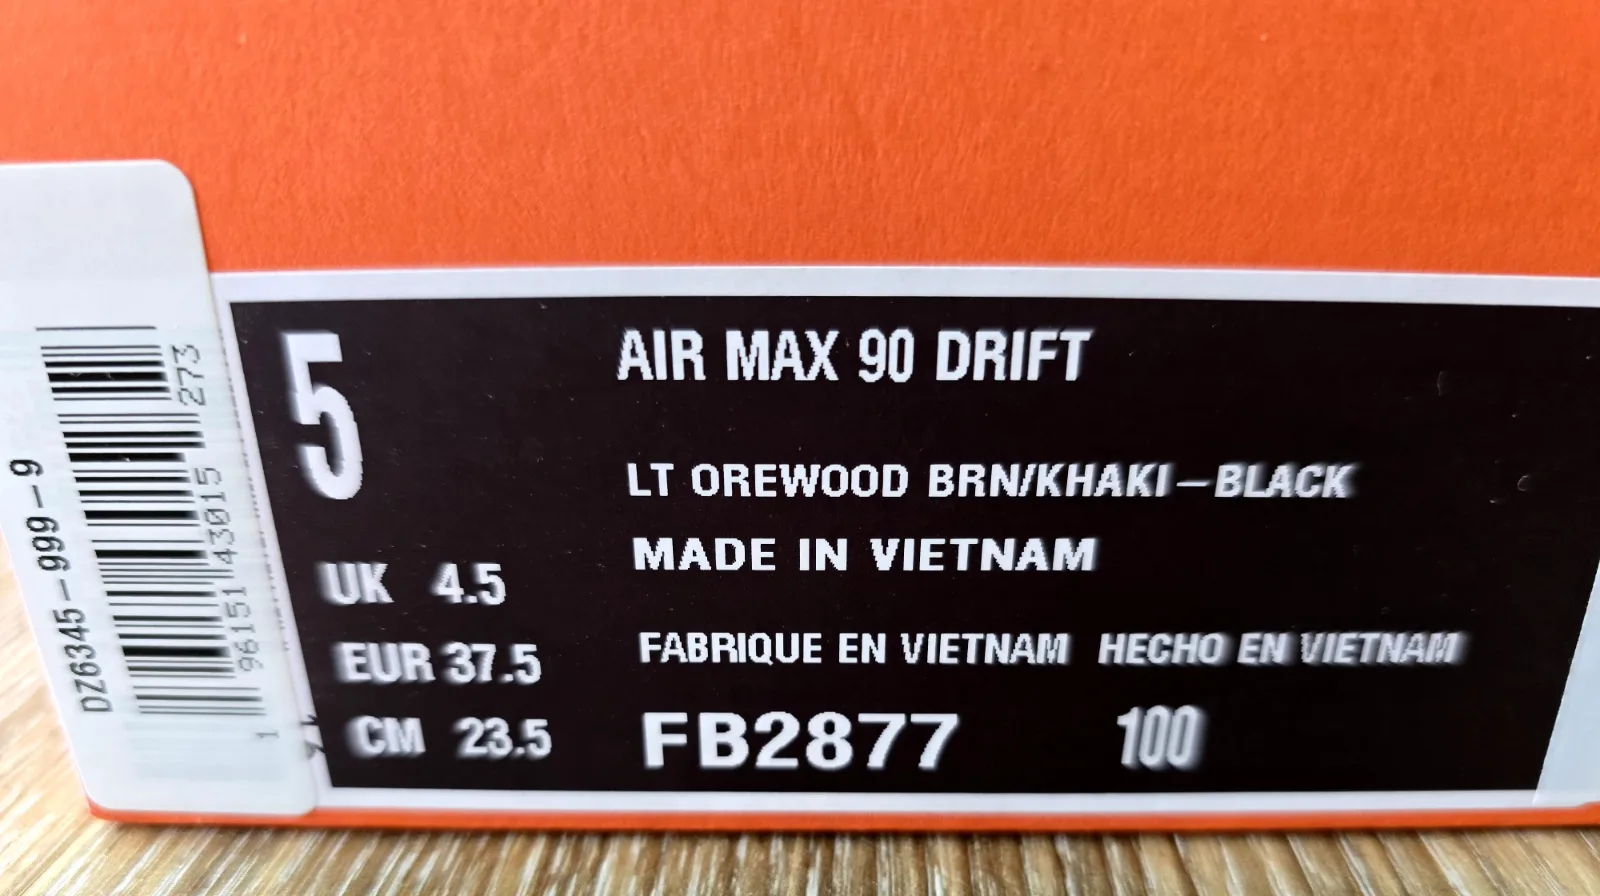 DZ6345-999-9
1 96151 43015 273
5
AIR MAX 90 DRIFT
LT OREWOOD BRN/KHAKI-BLACK
MADE IN VIETNAM
UK 4.5
EUR 37.5
FABRIQUE EN VIETNAM HECHO EN VIETNAM
CM 23.5
FB2877 100